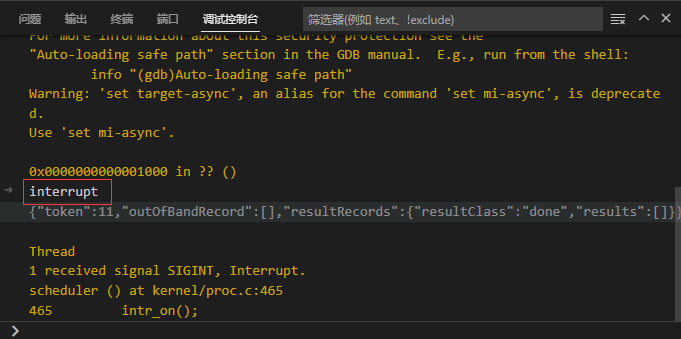 问题 输出 终端 端口 调试控制台 筛选器(例如 text、!exclude)
For more information about this security protection see the
"Auto-loading safe path" section in the GDB manual.  E.g., run from the shell:
        info "(gdb)Auto-loading safe path"
Warning: 'set target-async', an alias for the command 'set mi-async', is deprecate
d.
Use 'set mi-async'.
0x0000000000001000 in ?? ()
interrupt
{"token":11,"outOfBandRecord":[],"resultRecords":{"resultClass":"done","results":[]}}
Thread
1 received signal SIGINT, Interrupt.
scheduler () at kernel/proc.c:465
465         intr_on();